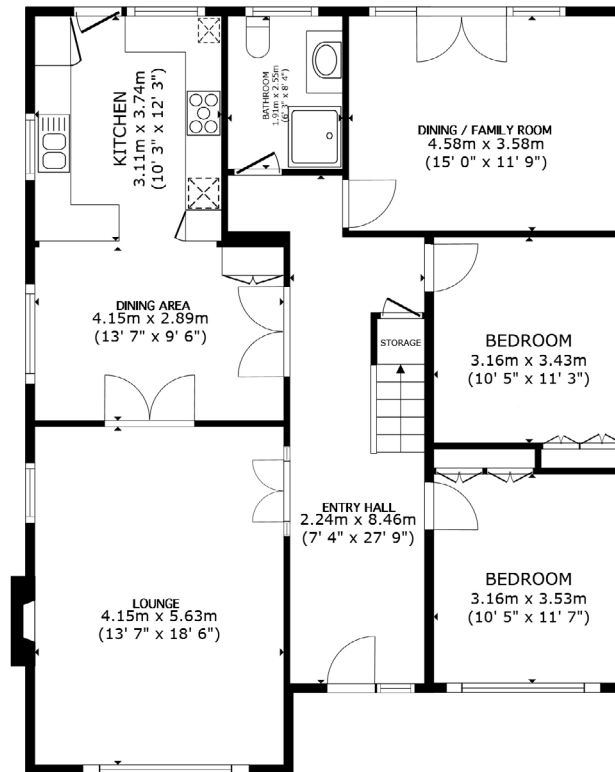 KITCHEN
3.11m x 3.74m
(10' 3" x 12' 3")
BATHROOM
1.91m x 2.55m
(6' 3" x 8' 4")
DINING / FAMILY ROOM
4.58m x 3.58m
(15' 0" x 11' 9")
DINING AREA
4.15m x 2.89m
(13' 7" x 9' 6")
STORAGE
BEDROOM
3.16m x 3.43m
(10' 5" x 11' 3")
ENTRY HALL
2.24m x 8.46m
(7' 4" x 27' 9")
LOUNGE
4.15m x 5.63m
(13' 7" x 18' 6")
BEDROOM
3.16m x 3.53m
(10' 5" x 11' 7")